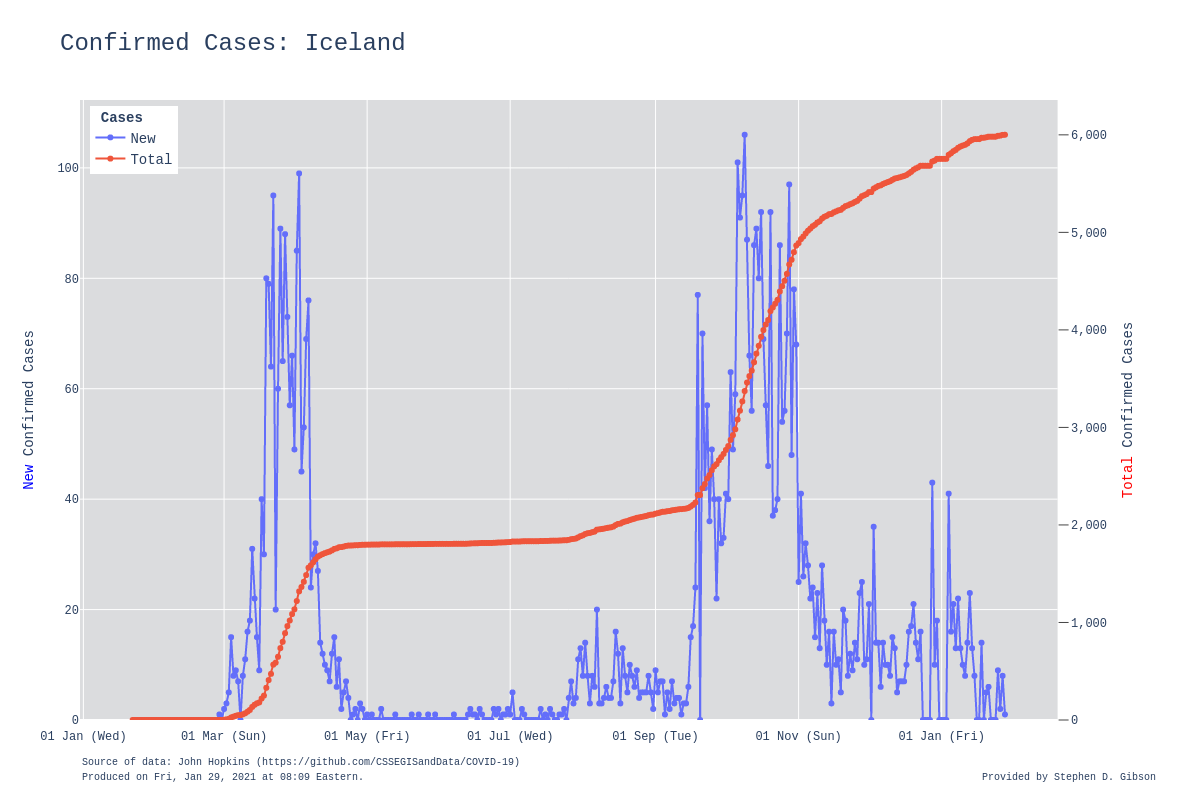 Confirmed Cases: Iceland
Cases
New
Total
100
80
60
40
20
0
New Confirmed Cases
6,000
5,000
4,000
3,000
2,000
1,000
0
Total Confirmed Cases
01 Jan (Wed)
01 Mar (Sun)
01 May (Fri)
01 Jul (Wed)
01 Sep (Tue)
01 Nov (Sun)
01 Jan (Fri)
Source of data: John Hopkins (https://github.com/CSSEGISandData/COVID-19)
Produced on Fri, Jan 29, 2021 at 08:09 Eastern.
Provided by Stephen D. Gibson